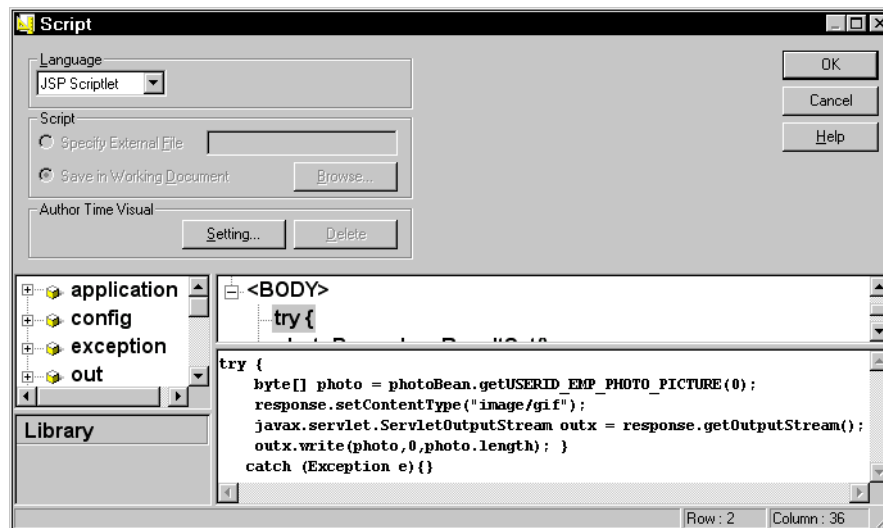 Script
Language
JSP Scriptlet
Script
Specify External File
Save in Working Document
Browse...
Author Time Visual
Setting...
Delete
OK
Cancel
Help
application
config
exception
out
Library
<BODY>
try {
try {
byte[] photo = photoBean.getUSERID_EMP_PHOTO_PICTURE(0);
response.setContentType("image/gif");
javax.servlet.ServletOutputStream outx = response.getOutputStream();
outx.write(photo,0,photo.length); }
catch (Exception e){}
Row : 2
Column : 36